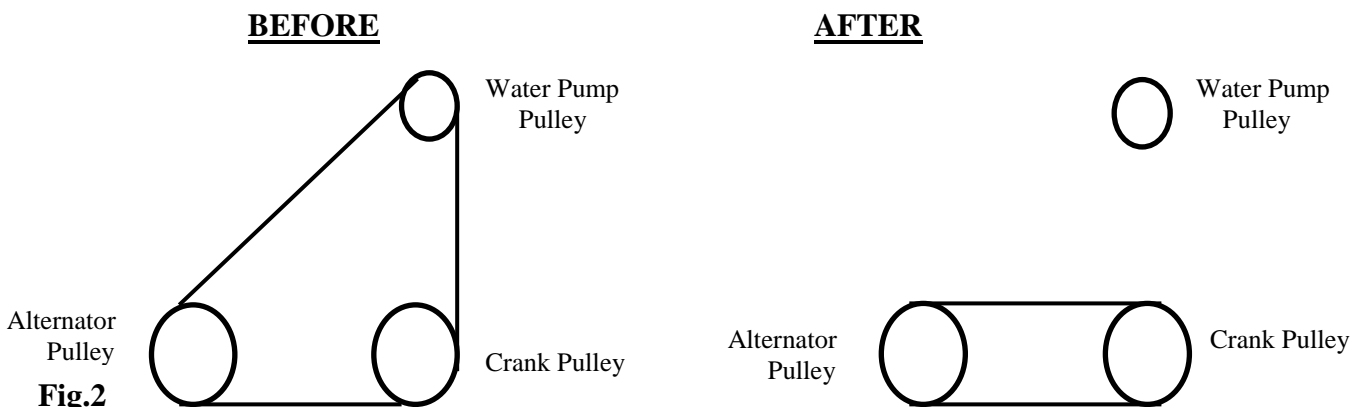 BEFORE
Water Pump
Pulley
Alternator
Pulley
Crank Pulley
Fig.2
AFTER
Water Pump
Pulley
Alternator
Pulley
Crank Pulley